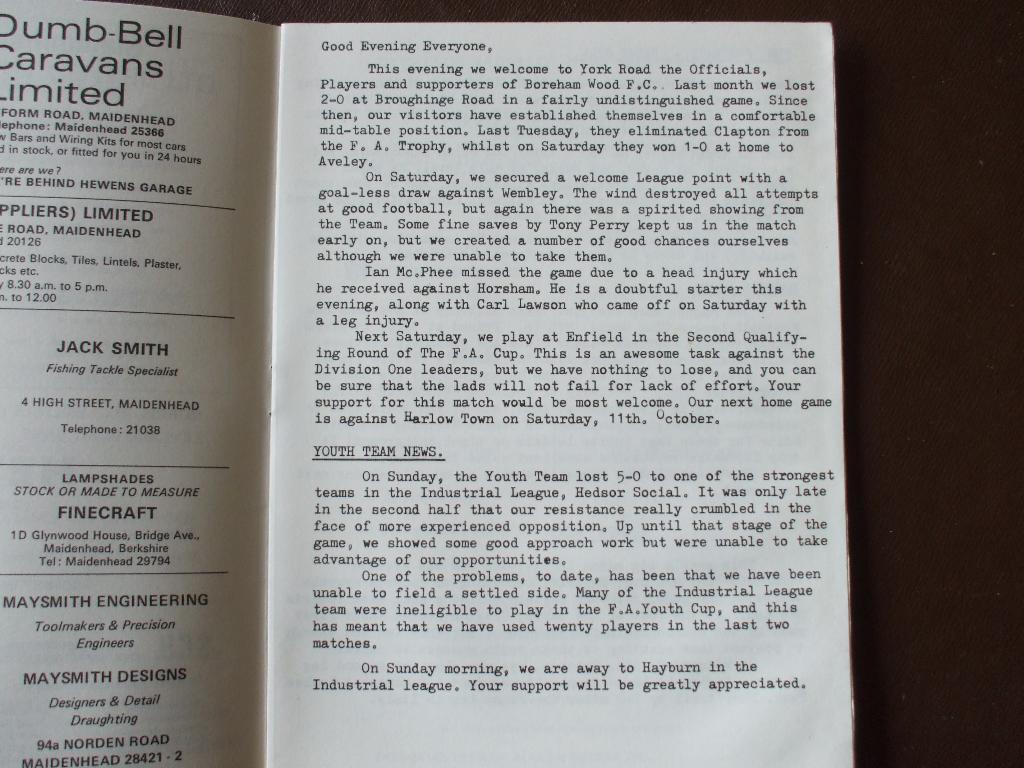 Dumb-Bell
Caravans
Limited
FORM ROAD, MAIDENHEAD
Telephone: Maidenhead 25366
Bars and Wiring Kits for most cars
in stock, or fitted for you in 24 hours
are we?
'RE BEHIND HEWENS GARAGE
PPLIERS) LIMITED
ROAD, MAIDENHEAD
20126
crete Blocks, Tiles, Lintels, Plaster,
cks etc.
8.30 a.m. to 5 p.m.
to 12.00
JACK SMITH
Fishing Tackle Specialist
4 HIGH STREET, MAIDENHEAD
Telephone: 21038
LAMPSHADES
STOCK OR MADE TO MEASURE
FINECRAFT
1D Glynwood House, Bridge Ave.,
Maidenhead, Berkshire
Tel: Maidenhead 29794
MAYSMITH ENGINEERING
Toolmakers & Precision
Engineers
MAYSMITH DESIGNS
Designers & Detail
Draughting
94a NORDEN ROAD
MAIDENHEAD 28421 - 2
Good Evening Everyone,
This evening we welcome to York Road the Officials,
Players and supporters of Boreham Wood F.C. Last month we lost
2-0 at Broughinge Road in a fairly undistinguished game. Since
then, our visitors have established themselves in a comfortable
mid-table position. Last Tuesday, they eliminated Clapton from
the F. A. Trophy, whilst on Saturday they won 1-0 at home to
Aveley.
On Saturday, we secured a welcome League point with a
goal-less draw against Wembley. The wind destroyed all attempts
at good football, but again there was a spirited showing from
the Team. Some fine saves by Tony Perry kept us in the match
early on, but we created a number of good chances ourselves
although we were unable to take them.
Ian Mc.Phee missed the game due to a head injury which
he received against Horsham. He is a doubtful starter this
evening, along with Carl Lawson who came off on Saturday with
a leg injury.
Next Saturday, we play at Enfield in the Second Qualify-
ing Round of The F.A. Cup. This is an awesome task against the
Division One leaders, but we have nothing to lose, and you can
be sure that the lads will not fail for lack of effort. Your
support for this match would be most welcome. Our next home game
is against Harlow Town on Saturday, 11th. October.
YOUTH TEAM NEWS.
On Sunday, the Youth Team lost 5-0 to one of the strongest
teams in the Industrial League, Hedsor Social. It was only late
in the second half that our resistance really crumbled in the
face of more experienced opposition. Up until that stage of the
game, we showed some good approach work but were unable to take
advantage of our opportunities.
One of the problems, to date, has been that we have been
unable to field a settled side. Many of the Industrial League
team were ineligible to play in the F.A.Youth Cup, and this
has meant that we have used twenty players in the last two
matches.
On Sunday morning, we are away to Hayburn in the
Industrial league. Your support will be greatly appreciated.